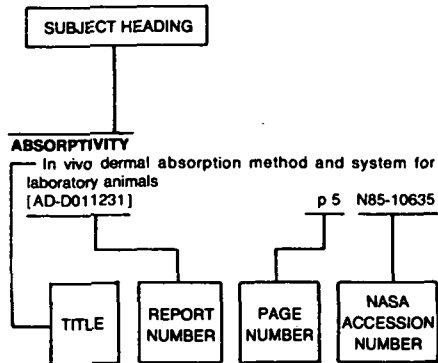 SUBJECT HEADING
ABSORPTIVITY
In vivo dermal absorption method and system for
laboratory animals
[AD-D011231] p 5 N85-10635
TITLE
REPORT
NUMBER
PAGE
NUMBER
NASA
ACCESSION
NUMBER